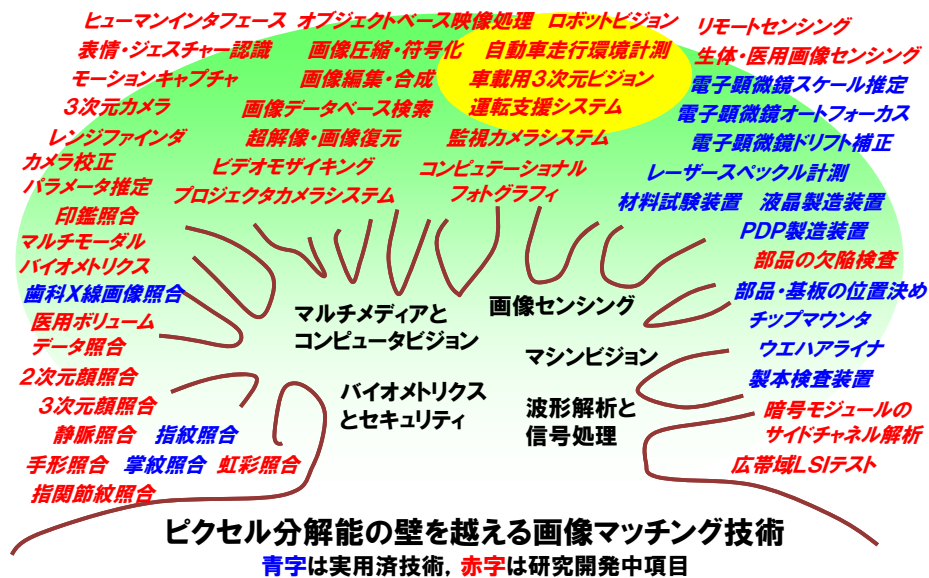 ヒューマンインタフェース オブジェクトベース映像処理 ロボットビジョン
リモートセンシング
表情・ジェスチャー認識 画像圧縮・符号化 自動車走行環境計測
生体・医用画像センシング
モーションキャプチャ 画像編集・合成 車載用3次元ビジョン
電子顕微鏡スケール推定
3次元カメラ 画像データベース検索 運転支援システム
電子顕微鏡オートフォーカス
レンジファインダ 超解像・画像復元 監視カメラシステム
電子顕微鏡ドリフト補正
カメラ校正 ビデオモザイキング コンピュテーショナル
フォトグラフィ
レーザースペックル計測
パラメータ推定 プロジェクタカメラシステム
材料試験装置 液晶製造装置
印鑑照合
PDP製造装置
マルチモーダル
バイオメトリクス
部品の欠陥検査
歯科X線画像照合
部品・基板の位置決め
医用ボリューム
データ照合
チップマウンタ
ウエハアライナ
2次元顔照合
製本検査装置
3次元顔照合
暗号モジュールの
サイドチャネル解析
静脈照合 指紋照合
手形照合 掌紋照合 虹彩照合
広帯域LSIテスト
指関節紋照合
マルチメディアと
コンピュータビジョン
画像センシング
マシンビジョン
バイオメトリクス
とセキュリティ
波形解析と
信号処理
ピクセル分解能の壁を越える画像マッチング技術
青字は実用済技術, 赤字は研究開発中項目